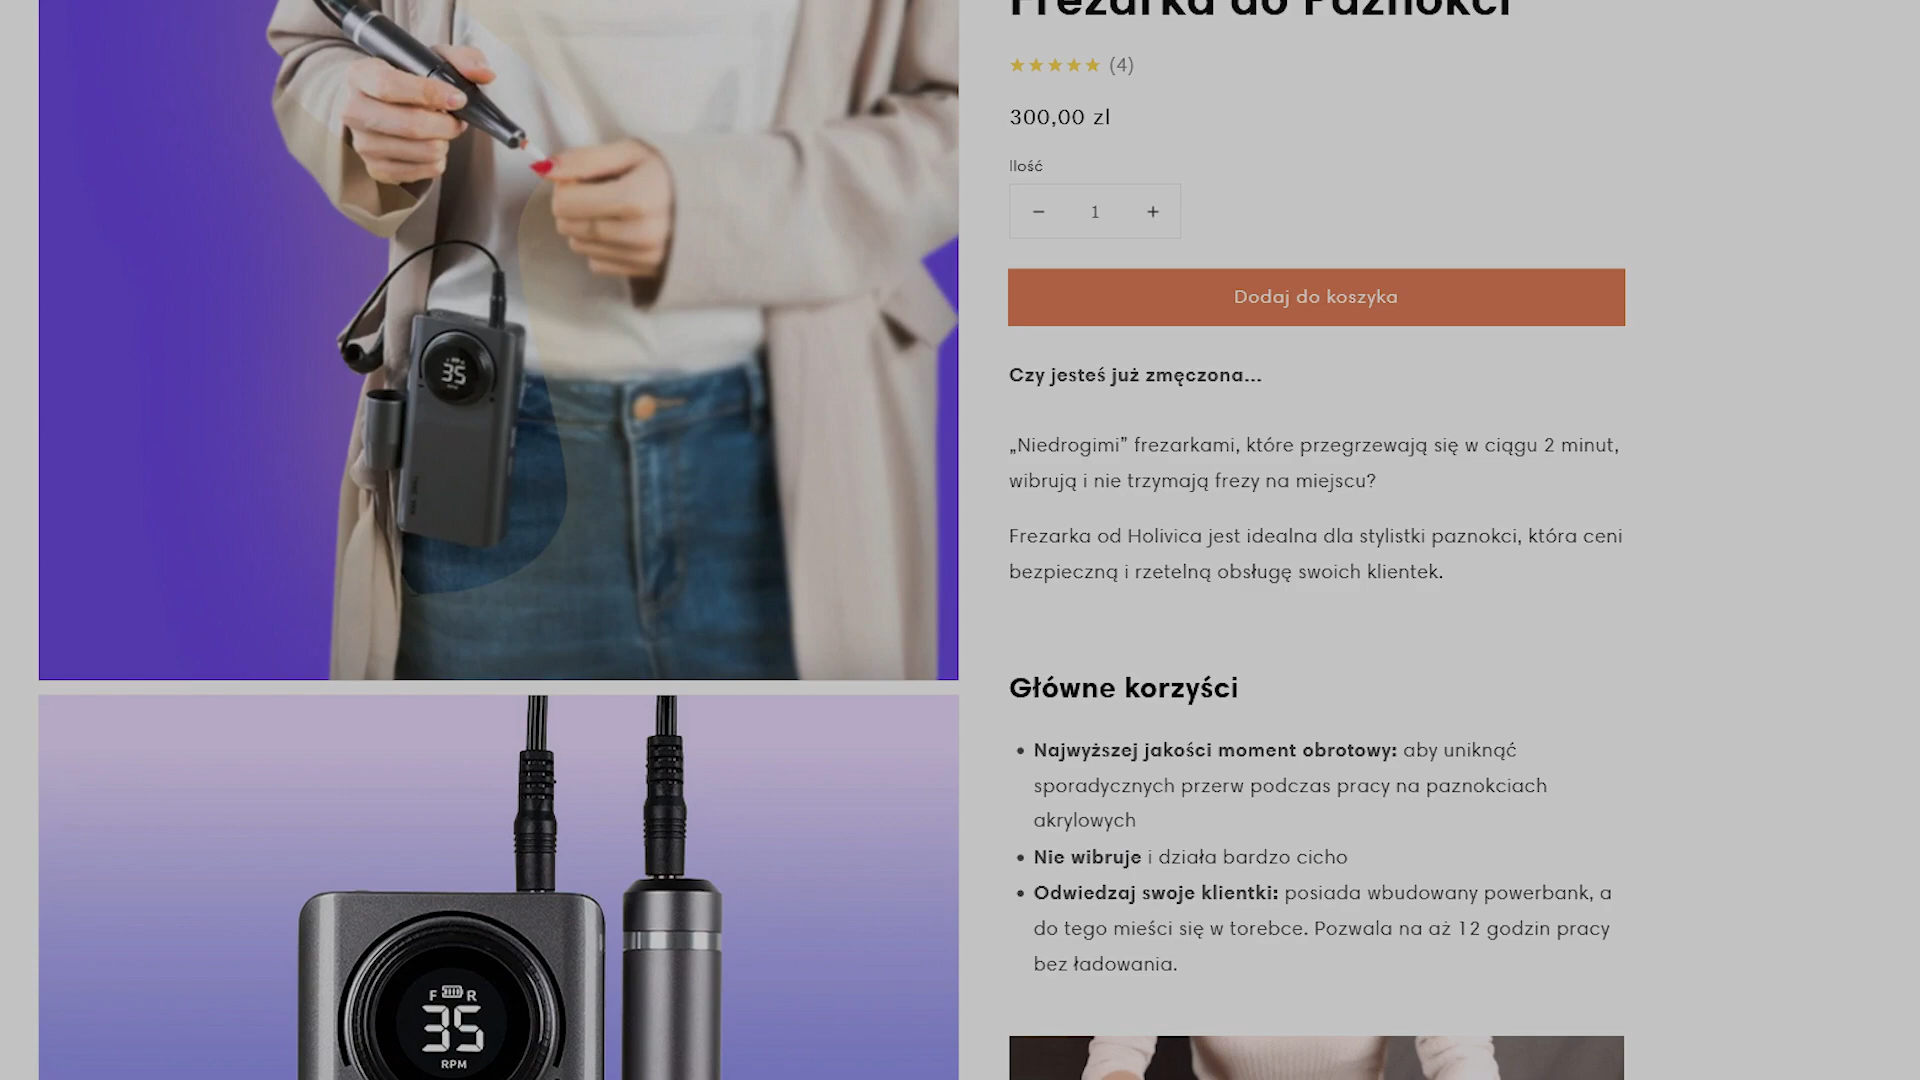 Frezarka do Paznokci
★★★★★ (4)
300,00 zl
Ilość
− 1 +
Dodaj do koszyka
Czy jesteś już zmęczona...
„Niedrogimi" frezarkami, które przegrzewają się w ciągu 2 minut,
wibrują i nie trzymają frezy na miejscu?
Frezarka od Holivica jest idealna dla stylistki paznokci, która ceni
bezpieczną i rzetelną obsługę swoich klientek.
Główne korzyści
• Najwyższej jakości moment obrotowy: aby uniknąć
sporadycznych przerw podczas pracy na paznokciach
akrylowych
• Nie wibruje i działa bardzo cicho
• Odwiedzaj swoje klientki: posiada wbudowany powerbank, a
do tego mieści się w torebce. Pozwala na aż 12 godzin pracy
bez ładowania.
35
F R
35
RPM